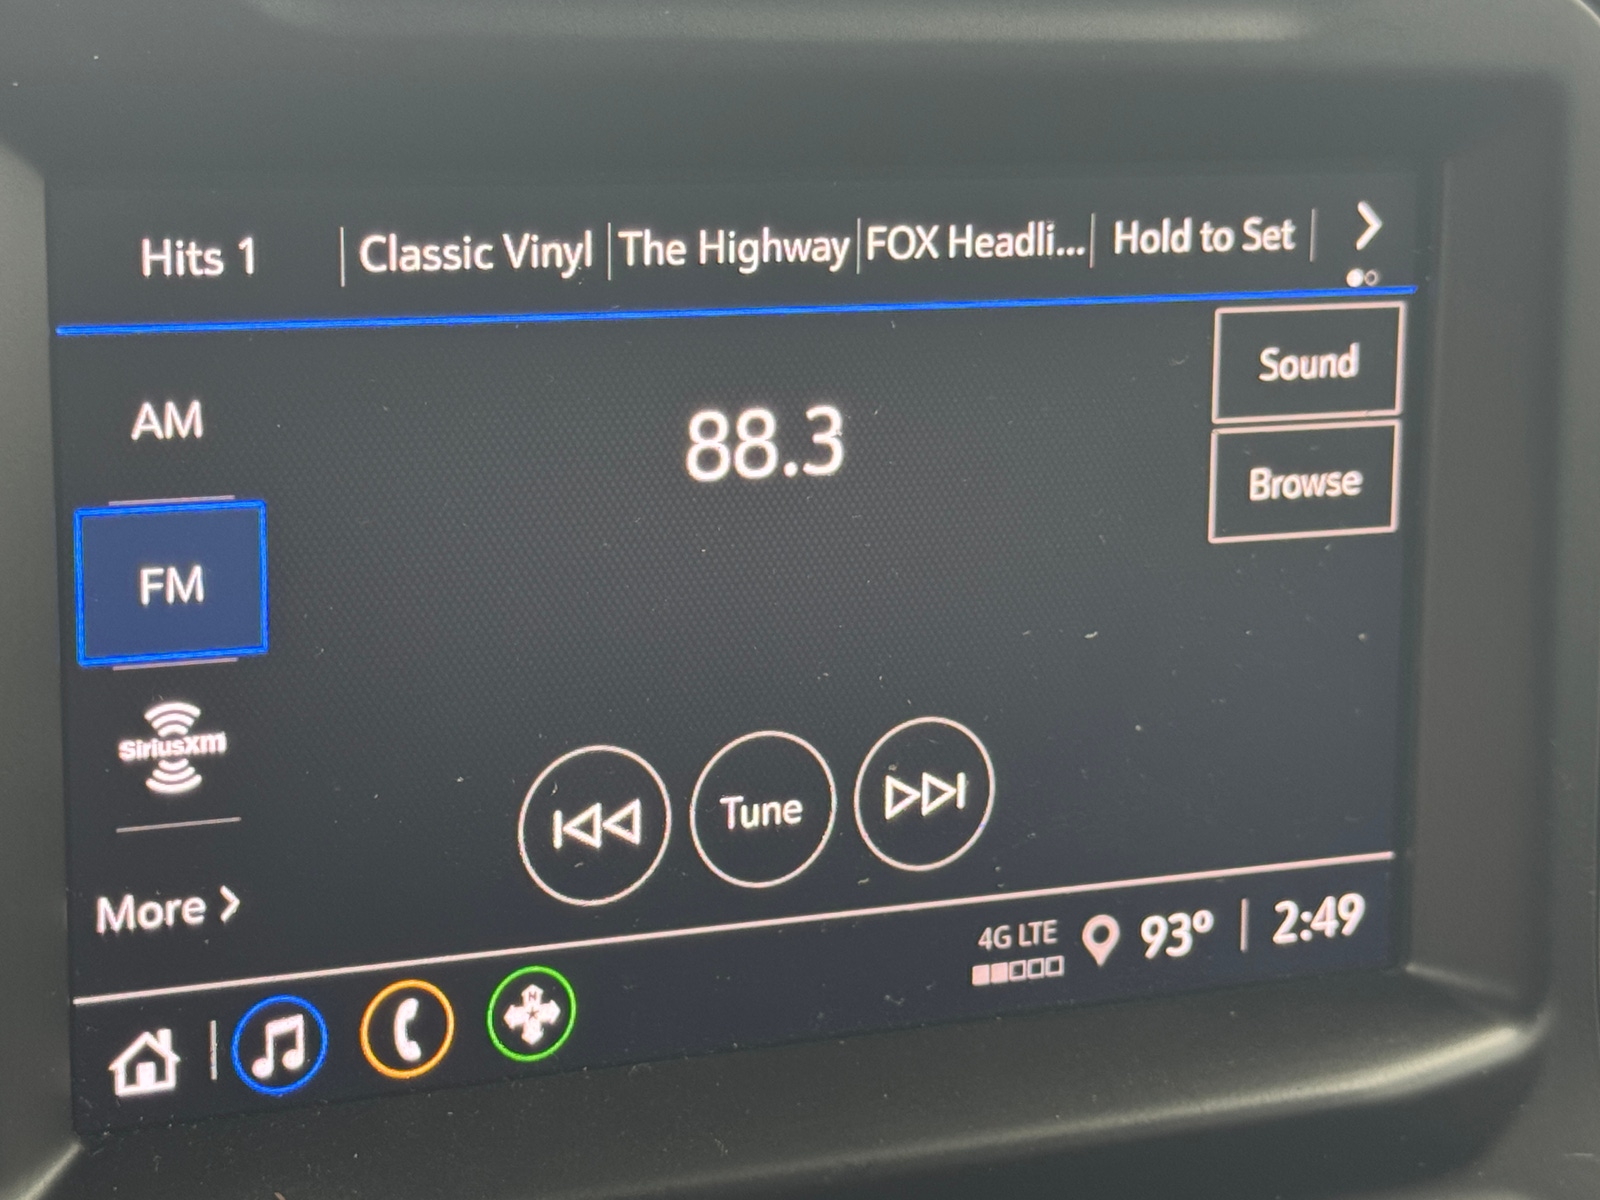 Hits 1
Classic Vinyl
The Highway
FOX Headli...
Hold to Set
Sound
AM
88.3
Browse
FM
SiriusXm
Tune
More
4G LTE
93°
2:49
N